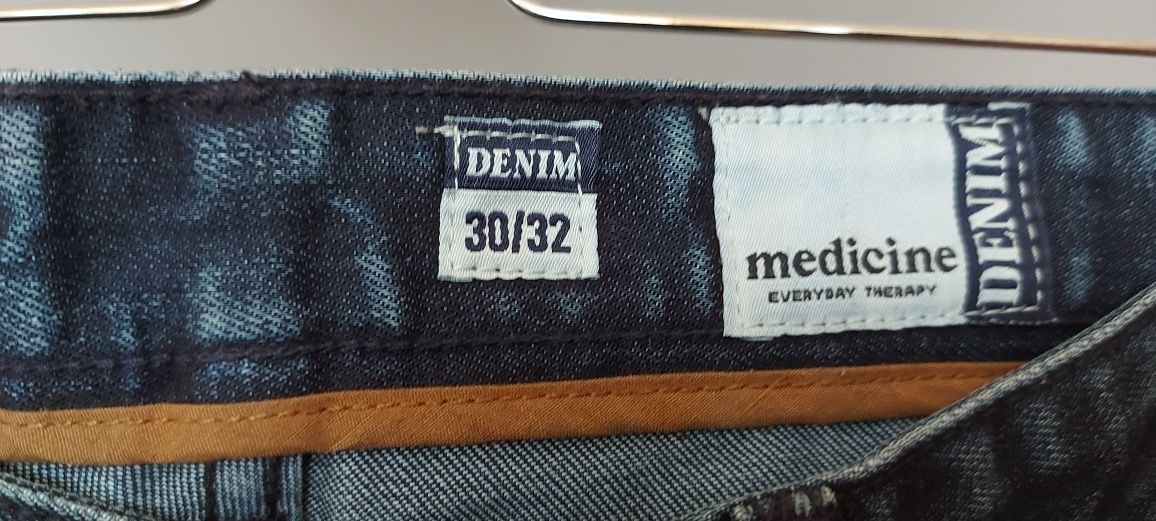 DENIM
30/32
medicine
EVERYDAY THERAPY
DENIM